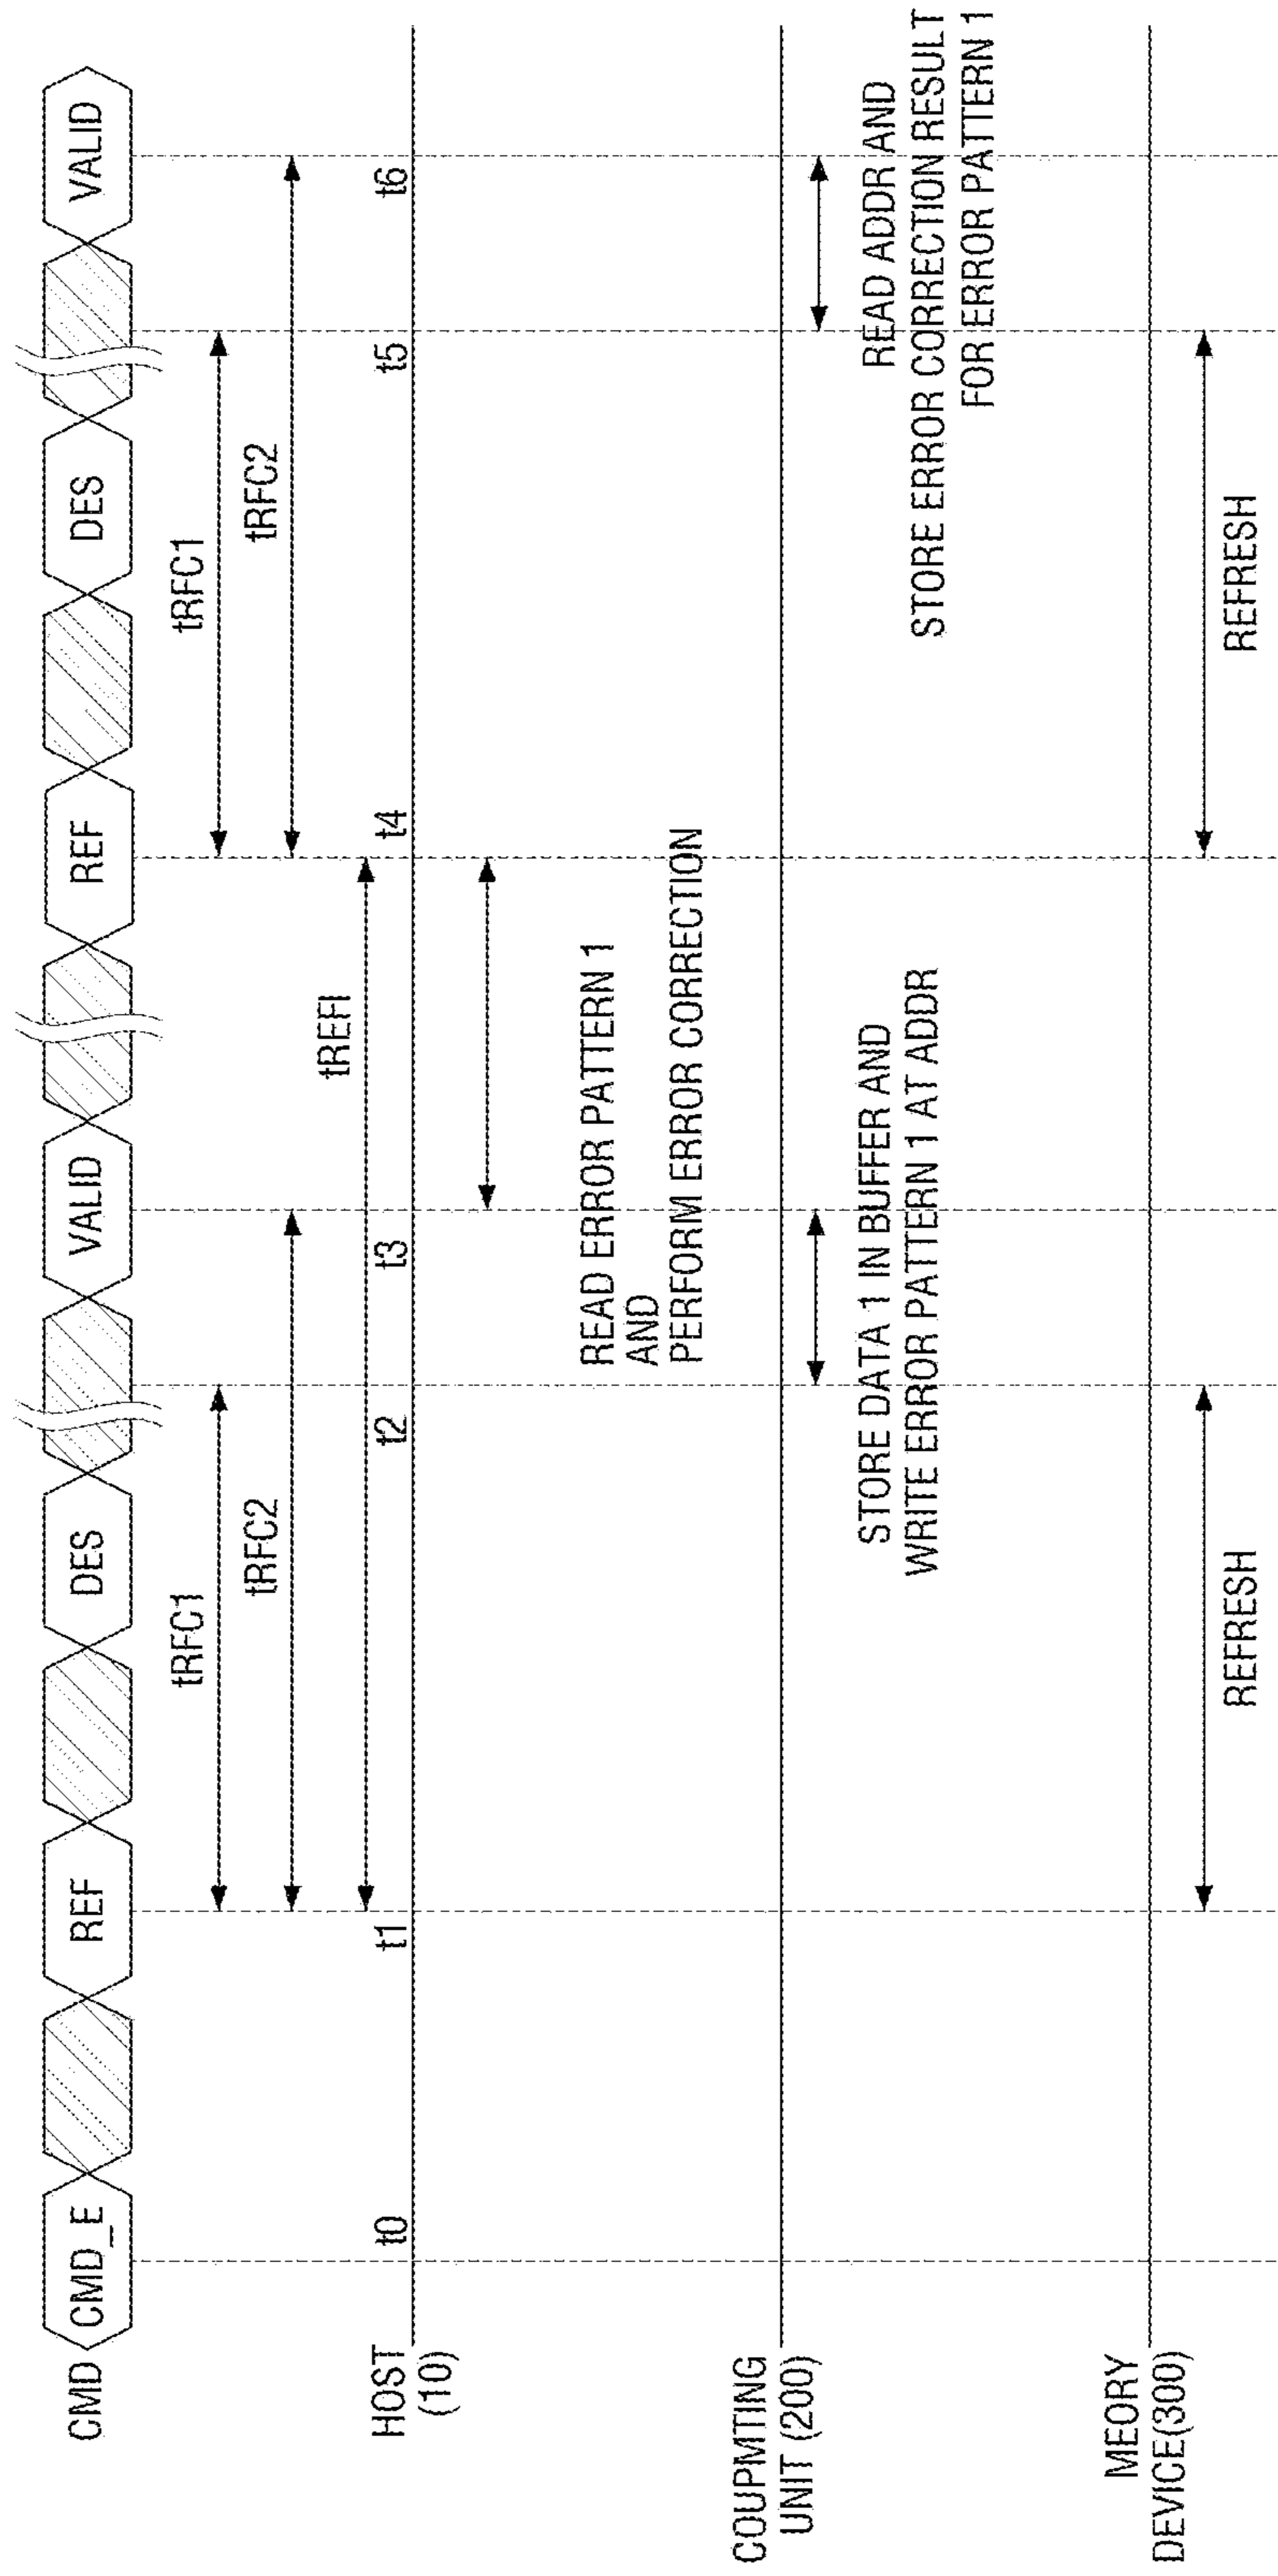 CMD
CMD_E
REF
DES
VALID
REF
DES
VALID
tRFC1
tRFC1
tRFC2
tRFC2
tREFI
HOST
(10)
t0
t1
t2
t3
t4
t5
t6
READ ERROR PATTERN 1
AND
PERFORM ERROR CORRECTION
COUPMTING
UNIT (200)
STORE DATA 1 IN BUFFER AND
WRITE ERROR PATTERN 1 AT ADDR
READ ADDR AND
STORE ERROR CORRECTION RESULT
FOR ERROR PATTERN 1
MEORY
DEVICE(300)
REFRESH
REFRESH